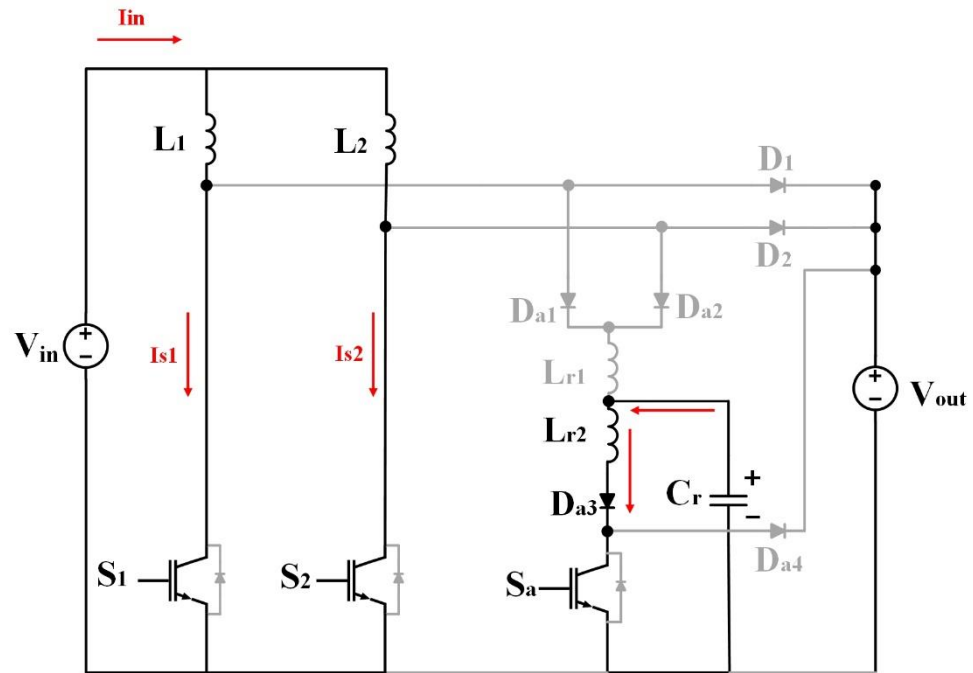 Iin
L1
L2
D1
D2
Da1
Da2
Vin
+
−
Is1
Is2
Lr1
+
−
Vout
Lr2
Da3
Cr
+
−
Da4
S1
S2
Sa